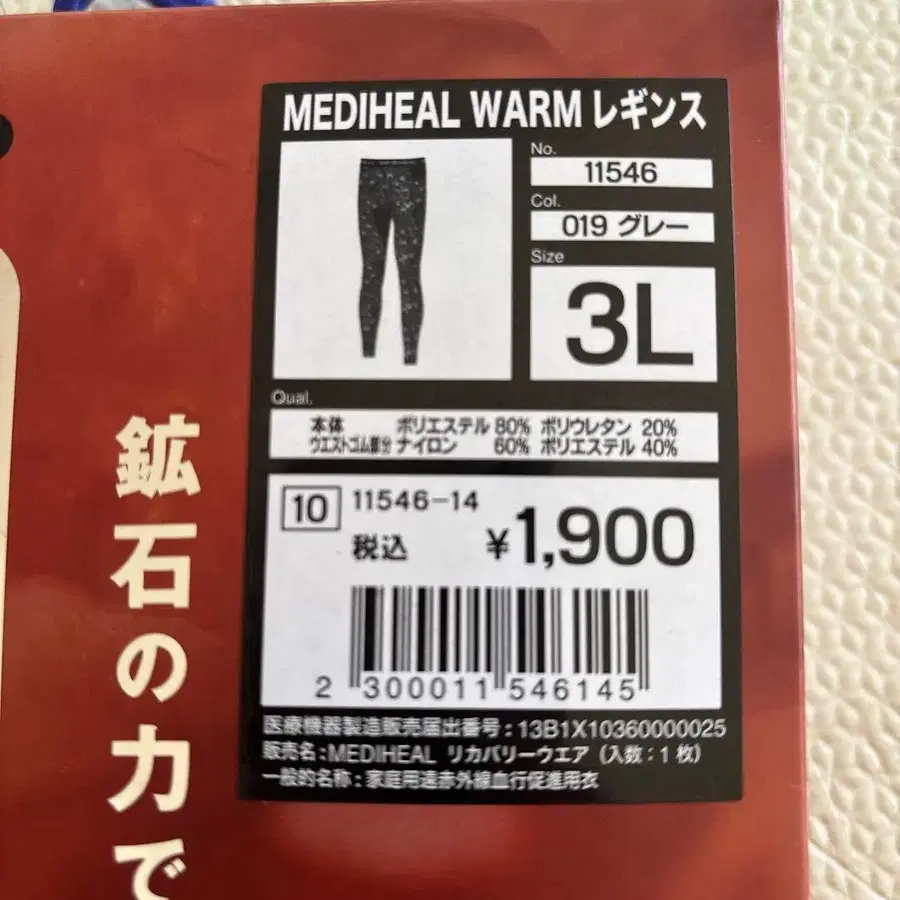 MEDIHEAL WARM レギンス
No.
11546
Col.
019 グレー
Size
3L
Qual.
本体 ポリエステル 80% ポリウレタン 20%
ウエストゴム部分 ナイロン 60% ポリエステル 40%
10 11546-14
税込 ¥1,900
2 300011 546145
医療機器製造販売届出番号:13B1X10360000025
販売名:MEDIHEAL リカバリーウエア(入数:1枚)
一般的名称:家庭用遠赤外線血行促進用衣
鉱石の力で